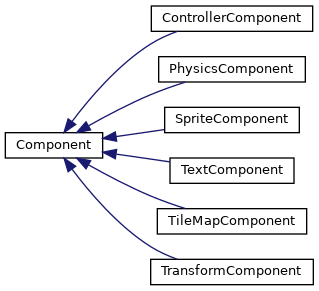 ControllerComponent
PhysicsComponent
SpriteComponent
Component
TextComponent
TileMapComponent
TransformComponent